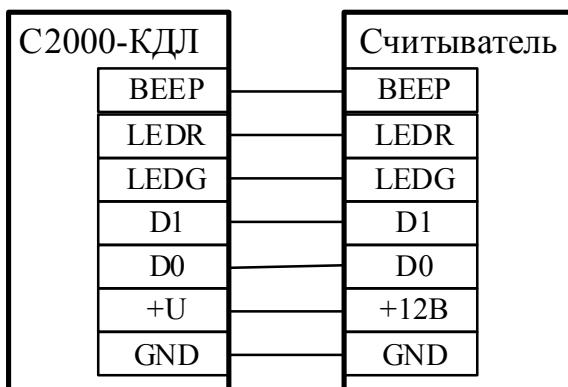 С2000-КДЛ Считыватель
BEEP BEEP
LEDR LEDR
LEDG LEDG
D1 D1
D0 D0
+U +12В
GND GND